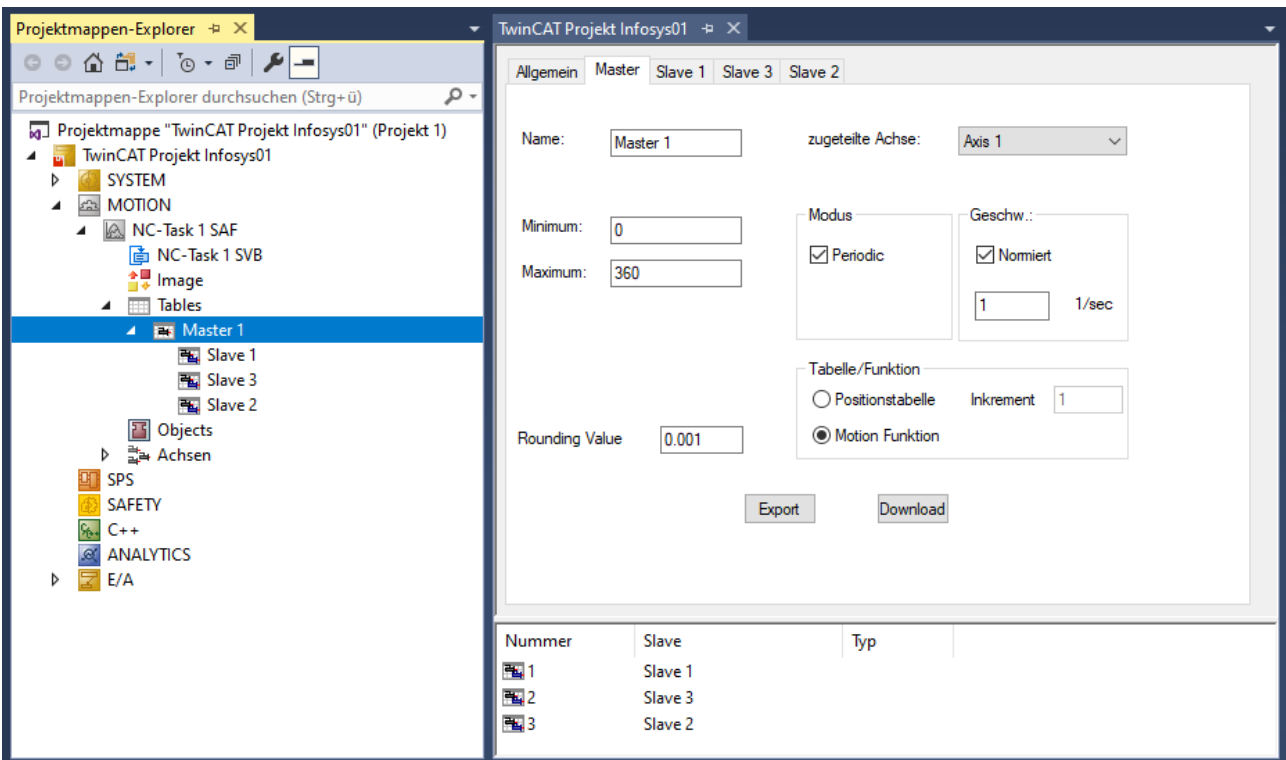 Projektmappen-Explorer
Projektmappen-Explorer durchsuchen (Strg+ü)
Projektmappe "TwinCAT Projekt Infosys01" (Projekt 1)
TwinCAT Projekt Infosys01
SYSTEM
MOTION
NC-Task 1 SAF
NC-Task 1 SVB
Image
Tables
Master 1
Slave 1
Slave 3
Slave 2
Objects
Achsen
SPS
SAFETY
C++
ANALYTICS
E/A
TwinCAT Projekt Infosys01
Allgemein Master Slave 1 Slave 3 Slave 2
Name: Master 1 zugeteilte Achse: Axis 1
Modus Geschw.:
Minimum: 0
Periodic Normiert
Maximum: 360
1 1/sec
Tabelle/Funktion
Positionstabelle Inkrement 1
Rounding Value 0.001 Motion Funktion
Export Download
Nummer Slave Typ
1 Slave 1
2 Slave 3
3 Slave 2